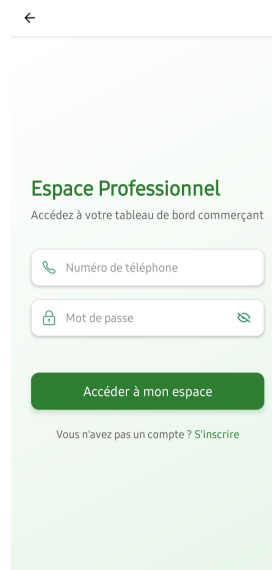 Espace Professionnel
Accédez à votre tableau de bord commerçant
Numéro de téléphone
Mot de passe
Accéder à mon espace
Vous n'avez pas un compte ? S'inscrire